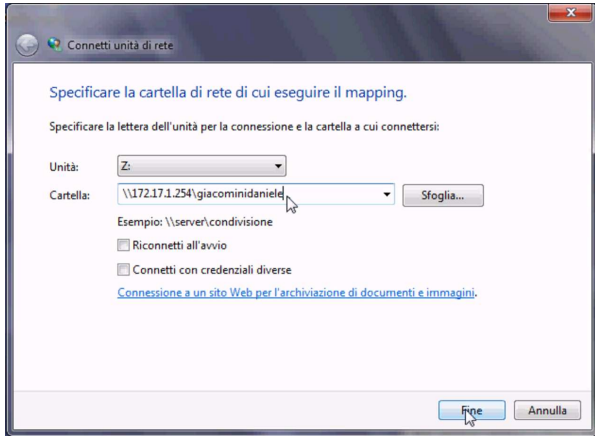 Connetti unità di rete
Specificare la cartella di rete di cui eseguire il mapping.
Specificare la lettera dell'unità per la connessione e la cartella a cui connettersi:
Unità: Z:
Cartella: \\172.17.1.254\giacominidaniele Sfoglia...
Esempio: \\server\condivisione
Riconnetti all'avvio
Connetti con credenziali diverse
Connessione a un sito Web per l'archiviazione di documenti e immagini.
Fine Annulla